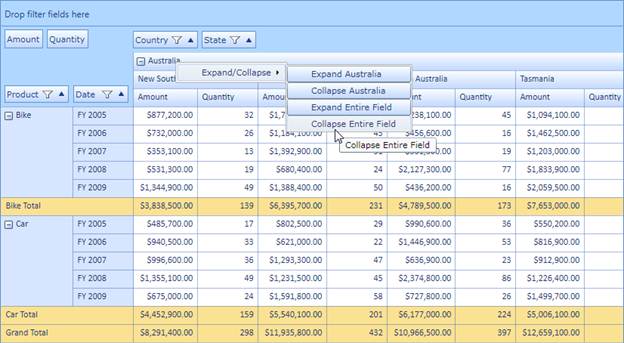 Drop filter fields here
Amount Quantity Country State
Australia
Expand/Collapse
Expand Australia
Collapse Australia
Expand Entire Field
Collapse Entire Field
Collapse Entire Field
New South Australia Tasmania
Product Date Amount Quantity Amount Quantity Amount Quantity
Bike FY 2005 $877,200.00 32 $1,7 238,100.00 45 $1,094,100.00
FY 2006 $732,000.00 26 $1,184,100.00 45 $456,600.00 16 $1,462,500.00
FY 2007 $353,100.00 13 $1,392,900.00 19 $1,203,000.00
FY 2008 $531,300.00 19 $680,400.00 24 $2,127,300.00 77 $1,833,900.00
FY 2009 $1,344,900.00 49 $1,388,400.00 50 $436,200.00 16 $2,059,500.00
Bike Total $3,838,500.00 139 $6,395,700.00 231 $4,789,500.00 173 $7,653,000.00
Car FY 2005 $485,700.00 17 $802,500.00 29 $990,600.00 36 $550,200.00
FY 2006 $940,500.00 33 $621,000.00 22 $1,446,900.00 53 $816,900.00
FY 2007 $996,600.00 36 $1,293,300.00 47 $636,900.00 23 $912,900.00
FY 2008 $1,355,100.00 49 $1,231,500.00 45 $2,374,800.00 86 $1,226,400.00
FY 2009 $675,000.00 24 $1,591,800.00 58 $727,800.00 26 $1,499,700.00
Car Total $4,452,900.00 159 $5,540,100.00 201 $6,177,000.00 224 $5,006,100.00
Grand Total $8,291,400.00 298 $11,935,800.00 432 $10,966,500.00 397 $12,659,100.00